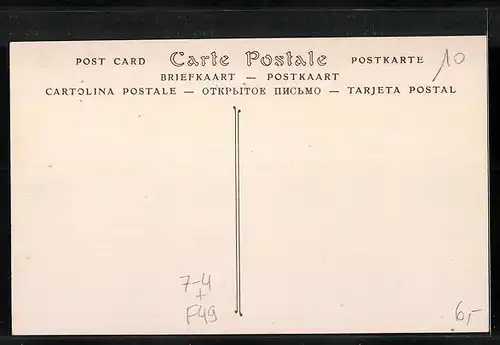 POST CARD Carte Postale POSTKARTE
BRIEFKAART — POSTKAART
CARTOLINA POSTALE — ОТКРЫТОЕ ПИСЬМО — TARJETA POSTAL
10
7-4
+
F49
6,-